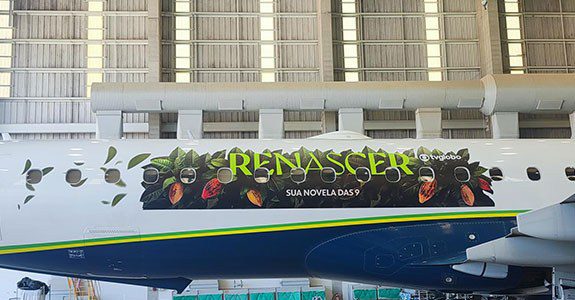 RENASCER
tvglobo
SUA NOVELA DAS 9